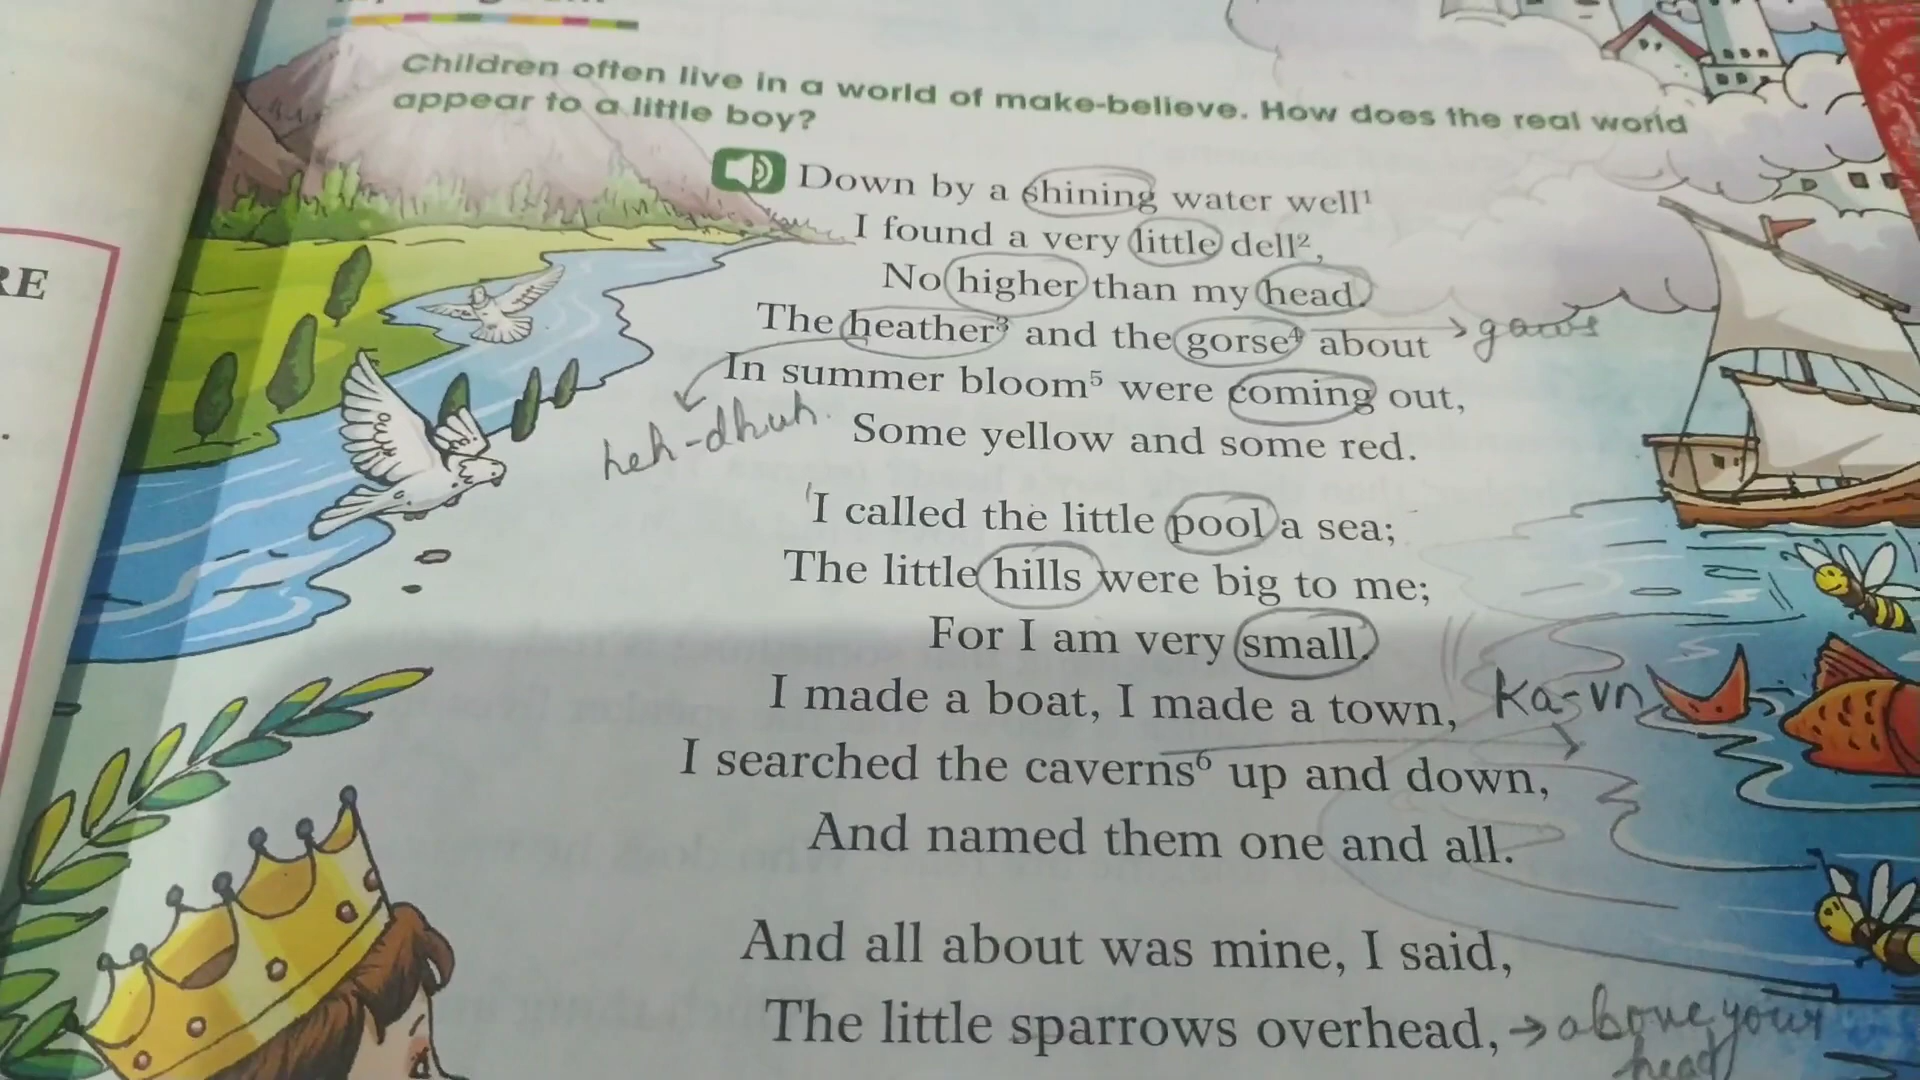 RE
Children often live in a world of make-believe. How does the real world
appear to a little boy?
Down by a shining water well¹
I found a very little dell²,
No higher than my head.
The heather³ and the gorse⁴ about → gaws
In summer bloom⁵ were coming out,
heh-dhuh.
Some yellow and some red.
I called the little pool a sea;
The little hills were big to me;
For I am very small.
I made a boat, I made a town, Ka-vn
I searched the caverns⁶ up and down,
And named them one and all.
And all about was mine, I said,
The little sparrows overhead, → above your
head